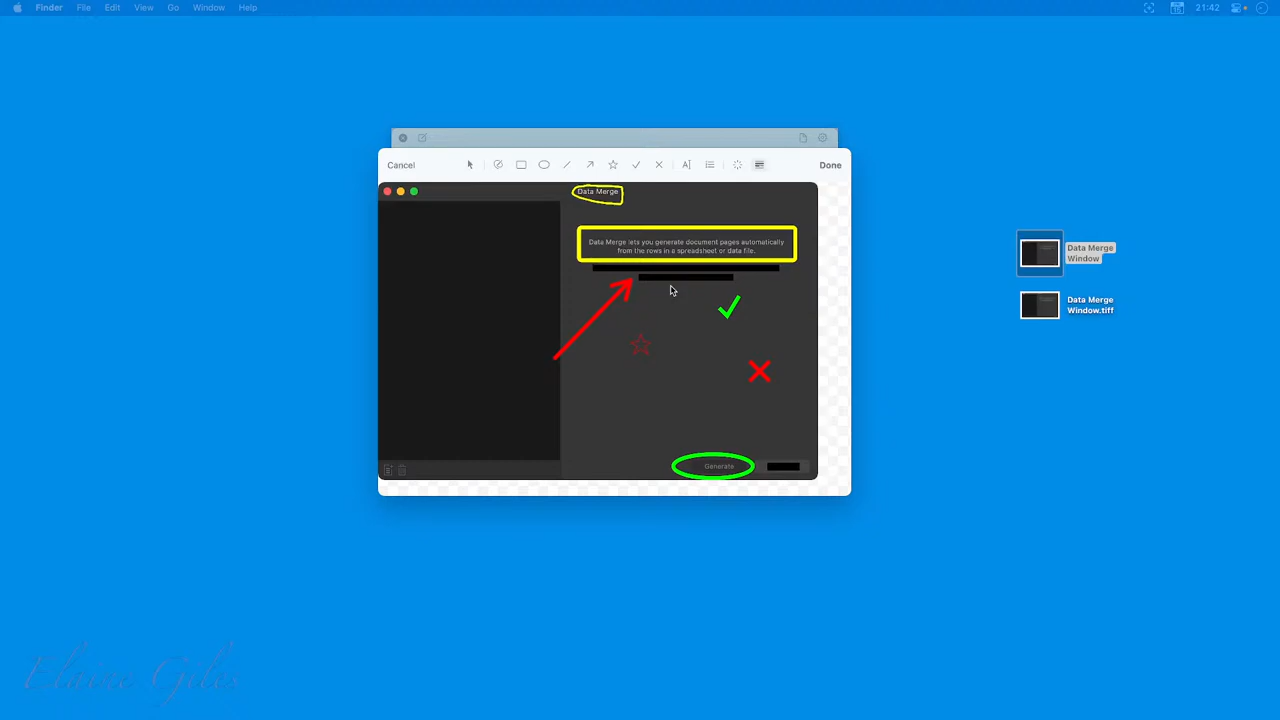 Finder File Edit View Go Window Help 21:42
Cancel Done
Data Merge
Data Merge lets you generate document pages automatically
from the rows in a spreadsheet or data file.
Generate
Data Merge
Window
Data Merge
Window.tiff
Elaine Giles